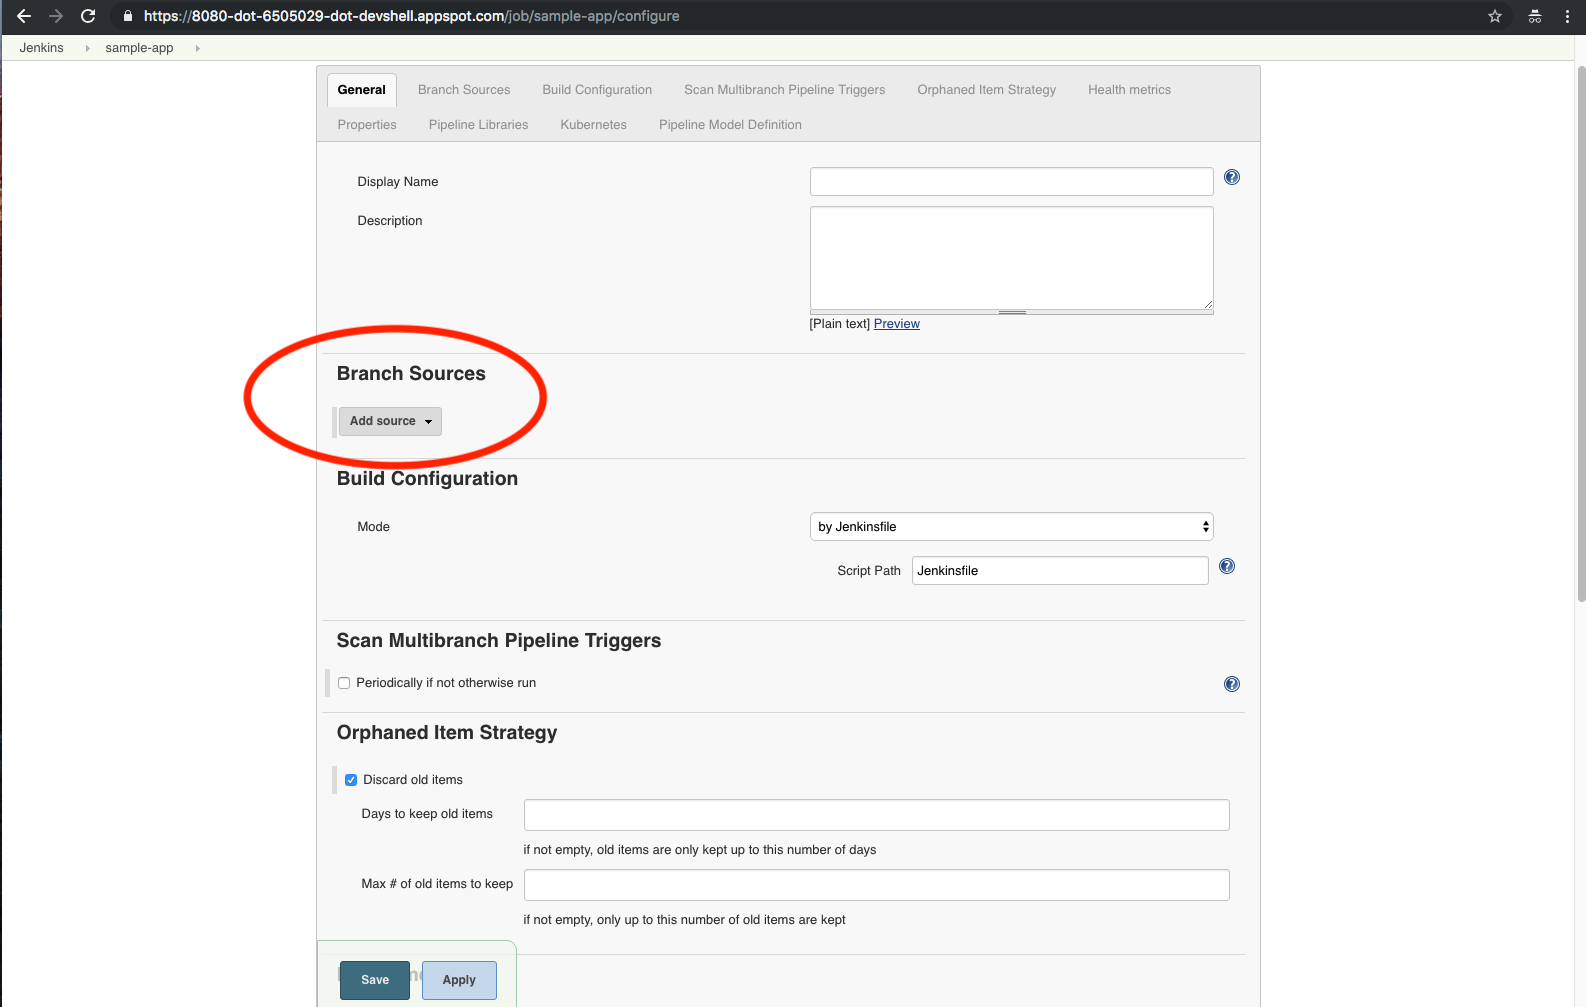 https://8080-dot-6505029-dot-devshell.appspot.com/job/sample-app/configure
Jenkins sample-app
General Branch Sources Build Configuration Scan Multibranch Pipeline Triggers Orphaned Item Strategy Health metrics
Properties Pipeline Libraries Kubernetes Pipeline Model Definition
Display Name
Description
[Plain text] Preview
Branch Sources
Add source
Build Configuration
Mode by Jenkinsfile
Script Path Jenkinsfile
Scan Multibranch Pipeline Triggers
Periodically if not otherwise run
Orphaned Item Strategy
Discard old items
Days to keep old items
if not empty, old items are only kept up to this number of days
Max # of old items to keep
if not empty, only up to this number of old items are kept
Save Apply